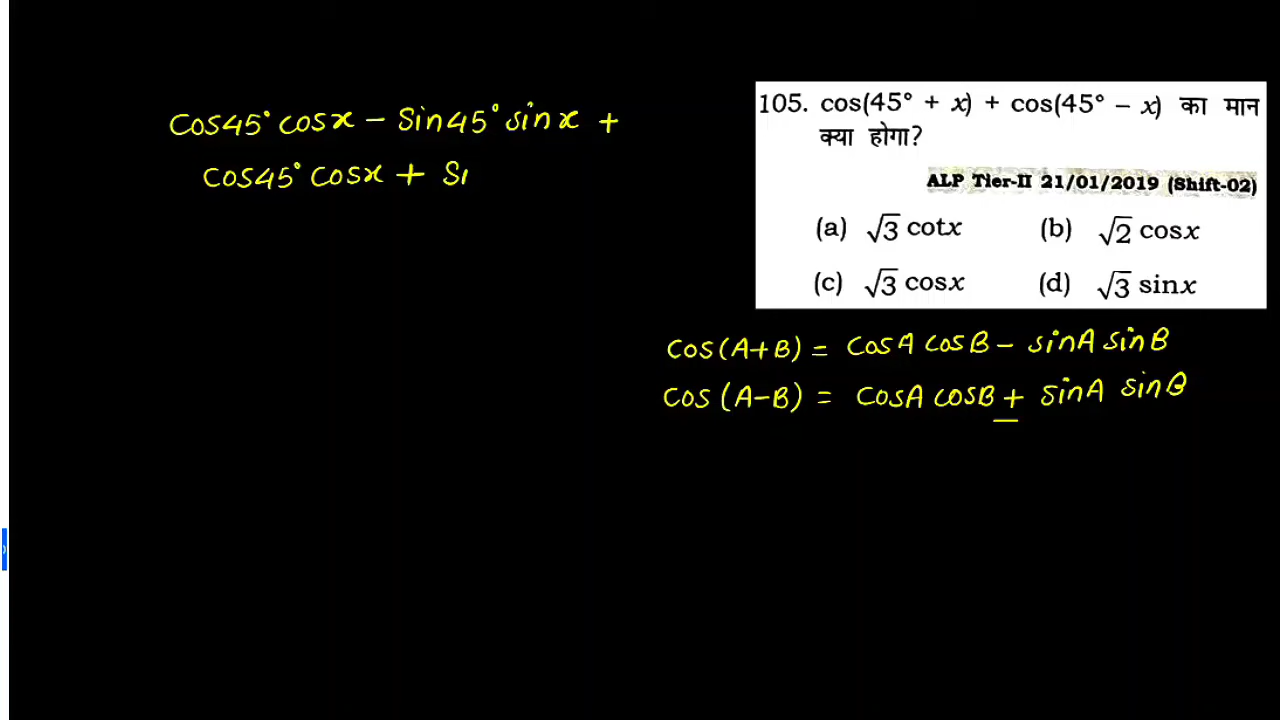 Cos45° cosx - Sin45° sinx +
Cos45° cosx + Sı
105. cos(45° + x) + cos(45° – x) का मान
क्या होगा?
ALP Tier-II 21/01/2019 (Shift-02)
(a) √3 cotx (b) √2 cosx
(c) √3 cosx (d) √3 sinx
Cos(A+B) = CosA cosB - sinA sinB
Cos (A-B) = CosA cosB + sinA sinB